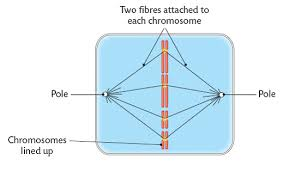 Two fibres attached to
each chromosome
Pole
Pole
Chromosomes
lined up